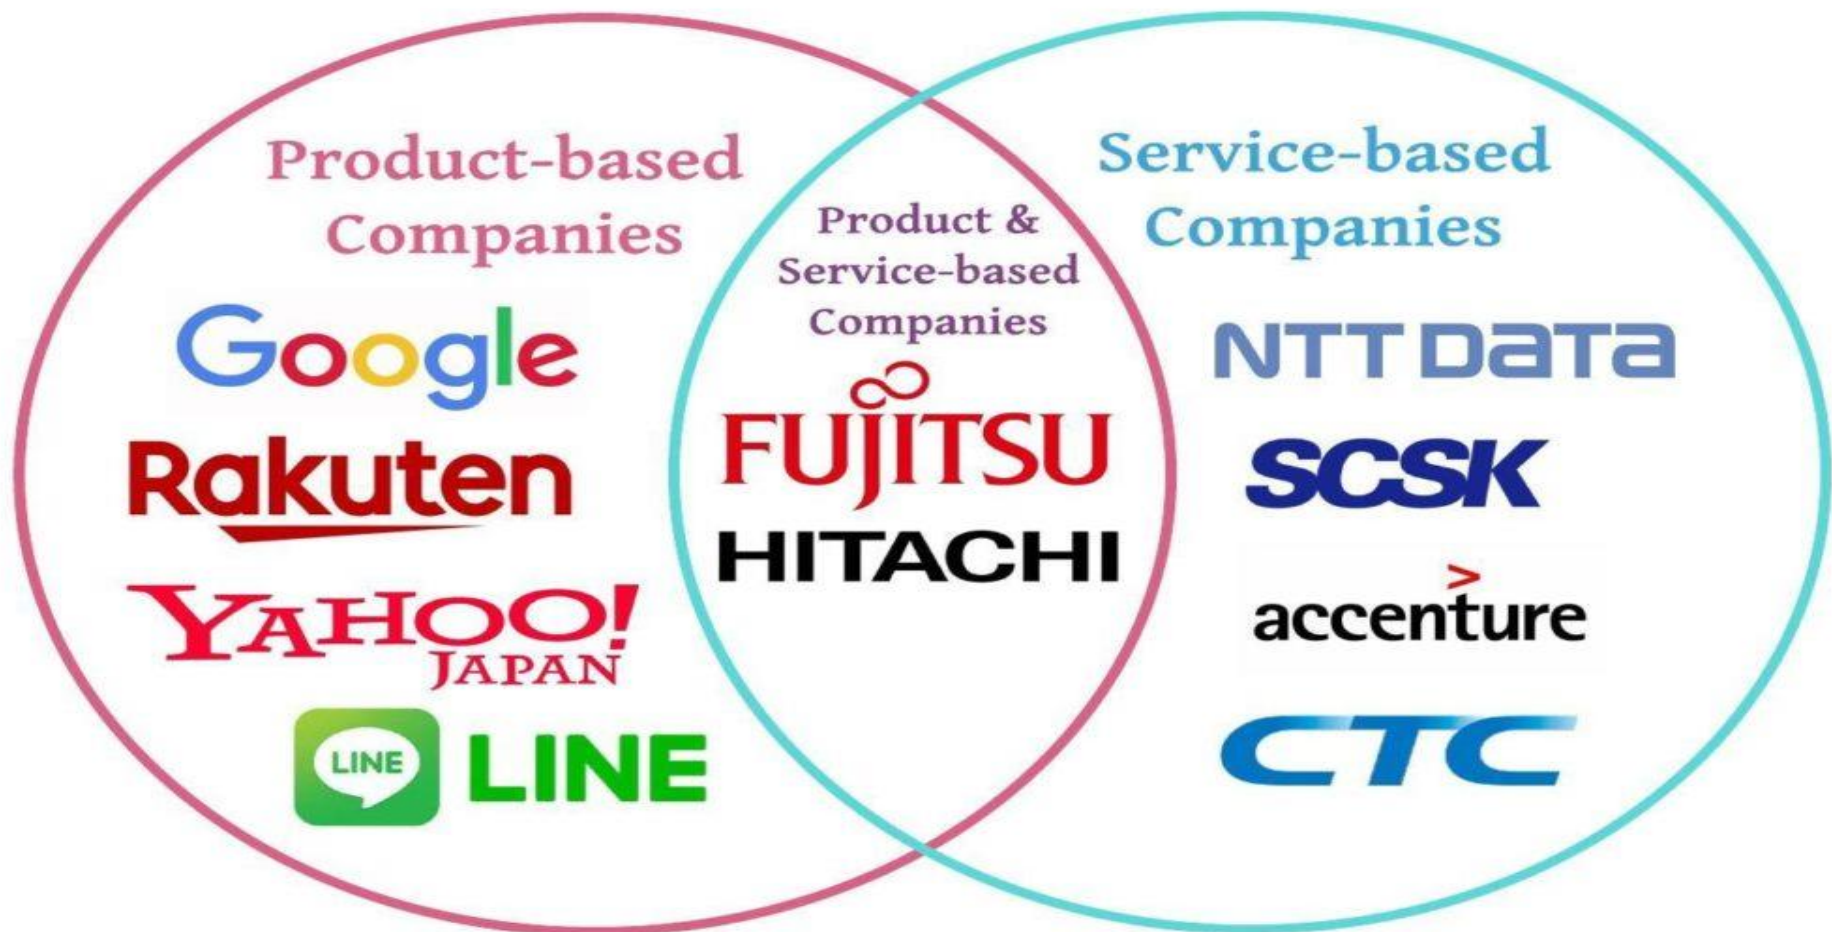 Product-based
Companies
Google
Rakuten
YAHOO!
JAPAN
LINE
LINE
Product &
Service-based
Companies
FUJITSU
HITACHI
Service-based
Companies
NTT DATA
SCSK
>
accenture
CTC